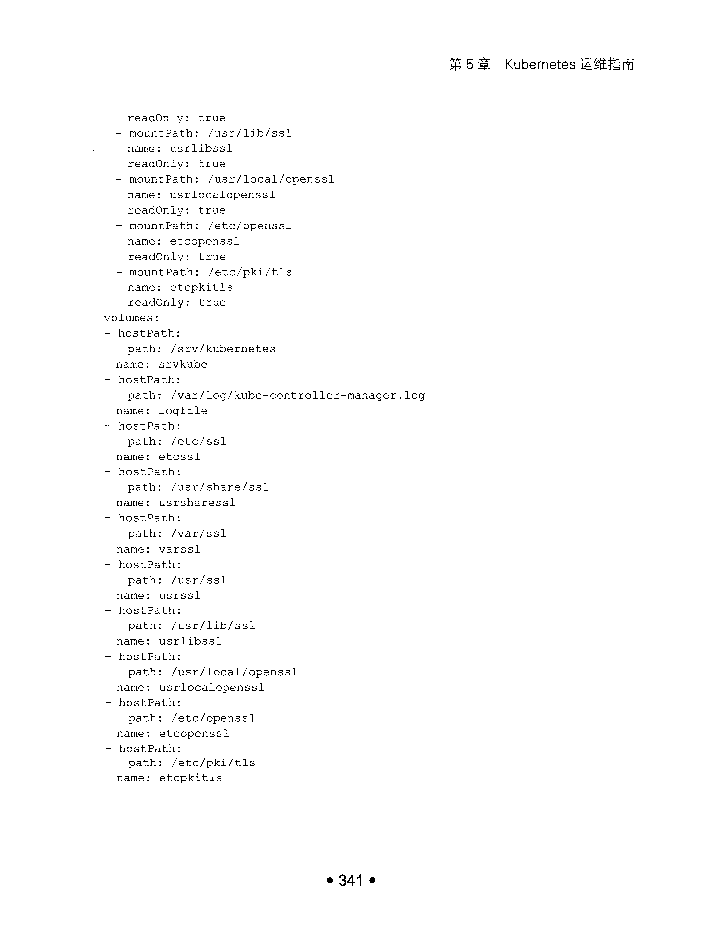 第 5 章 Kubernetes 运维指南
readOnly: true
- mountPath: /usr/lib/ssl
name: usrlibssl
readOnly: true
- mountPath: /usr/local/openssl
name: usrlocalopenssl
readOnly: true
- mountPath: /etc/openssl
name: etcopenssl
readOnly: true
- mountPath: /etc/pki/tls
name: etcpkitls
readOnly: true
volumes:
- hostPath:
path: /srv/kubernetes
name: srvkube
- hostPath:
path: /var/log/kube-controller-manager.log
name: logfile
- hostPath:
path: /etc/ssl
name: etcssl
- hostPath:
path: /usr/share/ssl
name: usrsharessl
- hostPath:
path: /var/ssl
name: varssl
- hostPath:
path: /usr/ssl
name: usrssl
- hostPath:
path: /usr/lib/ssl
name: usrlibssl
- hostPath:
path: /usr/local/openssl
name: usrlocalopenssl
- hostPath:
path: /etc/openssl
name: etcopenssl
- hostPath:
path: /etc/pki/tls
name: etcpkitls
• 341 •